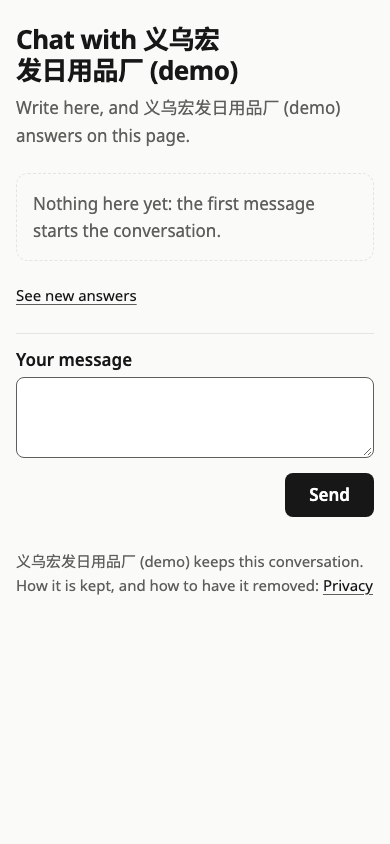 Chat with 义乌宏
发日用品厂 (demo)
Write here, and 义乌宏发日用品厂 (demo)
answers on this page.
Nothing here yet: the first message
starts the conversation.
See new answers
Your message
Send
义乌宏发日用品厂 (demo) keeps this conversation.
How it is kept, and how to have it removed: Privacy